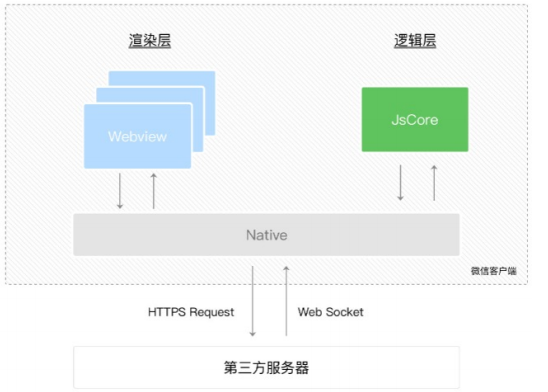 渲染层
逻辑层
Webview
JsCore
Native
微信客户端
HTTPS Request
Web Socket
第三方服务器